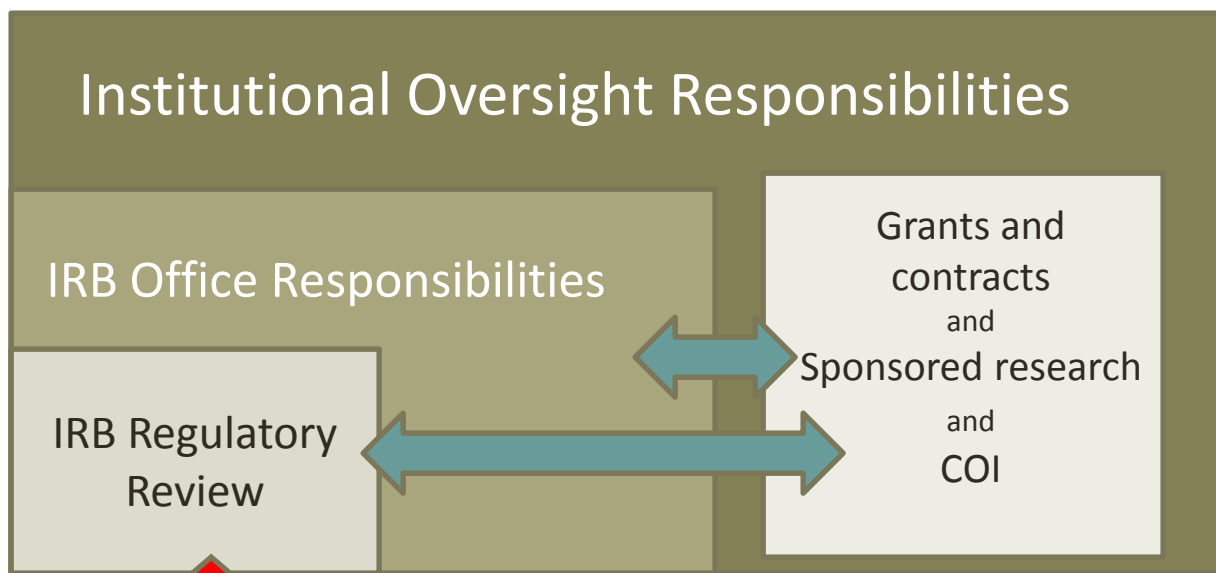 Institutional Oversight Responsibilities
IRB Office Responsibilities
IRB Regulatory
Review
Grants and
contracts
and
Sponsored research
and
COI